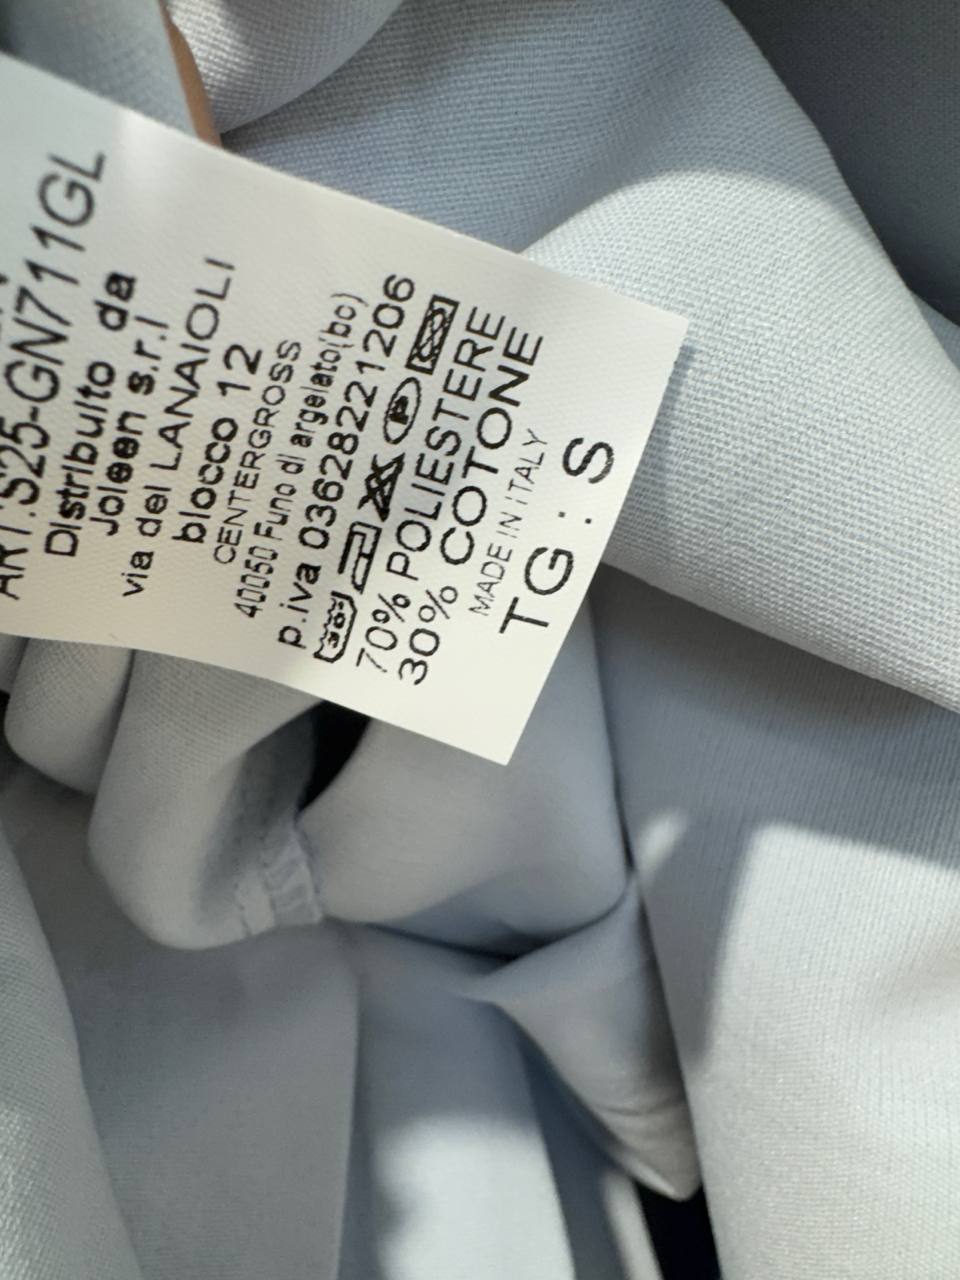 ART.S25-GN711GL
Distribuito da
Joleen s.r.l
via del LANAIOLI
blocco 12
CENTERGROSS
40050 Funo di argelato(bo)
p.iva 03628221206
30 P
70% POLIESTERE
30% COTONE
MADE IN ITALY
TG : S